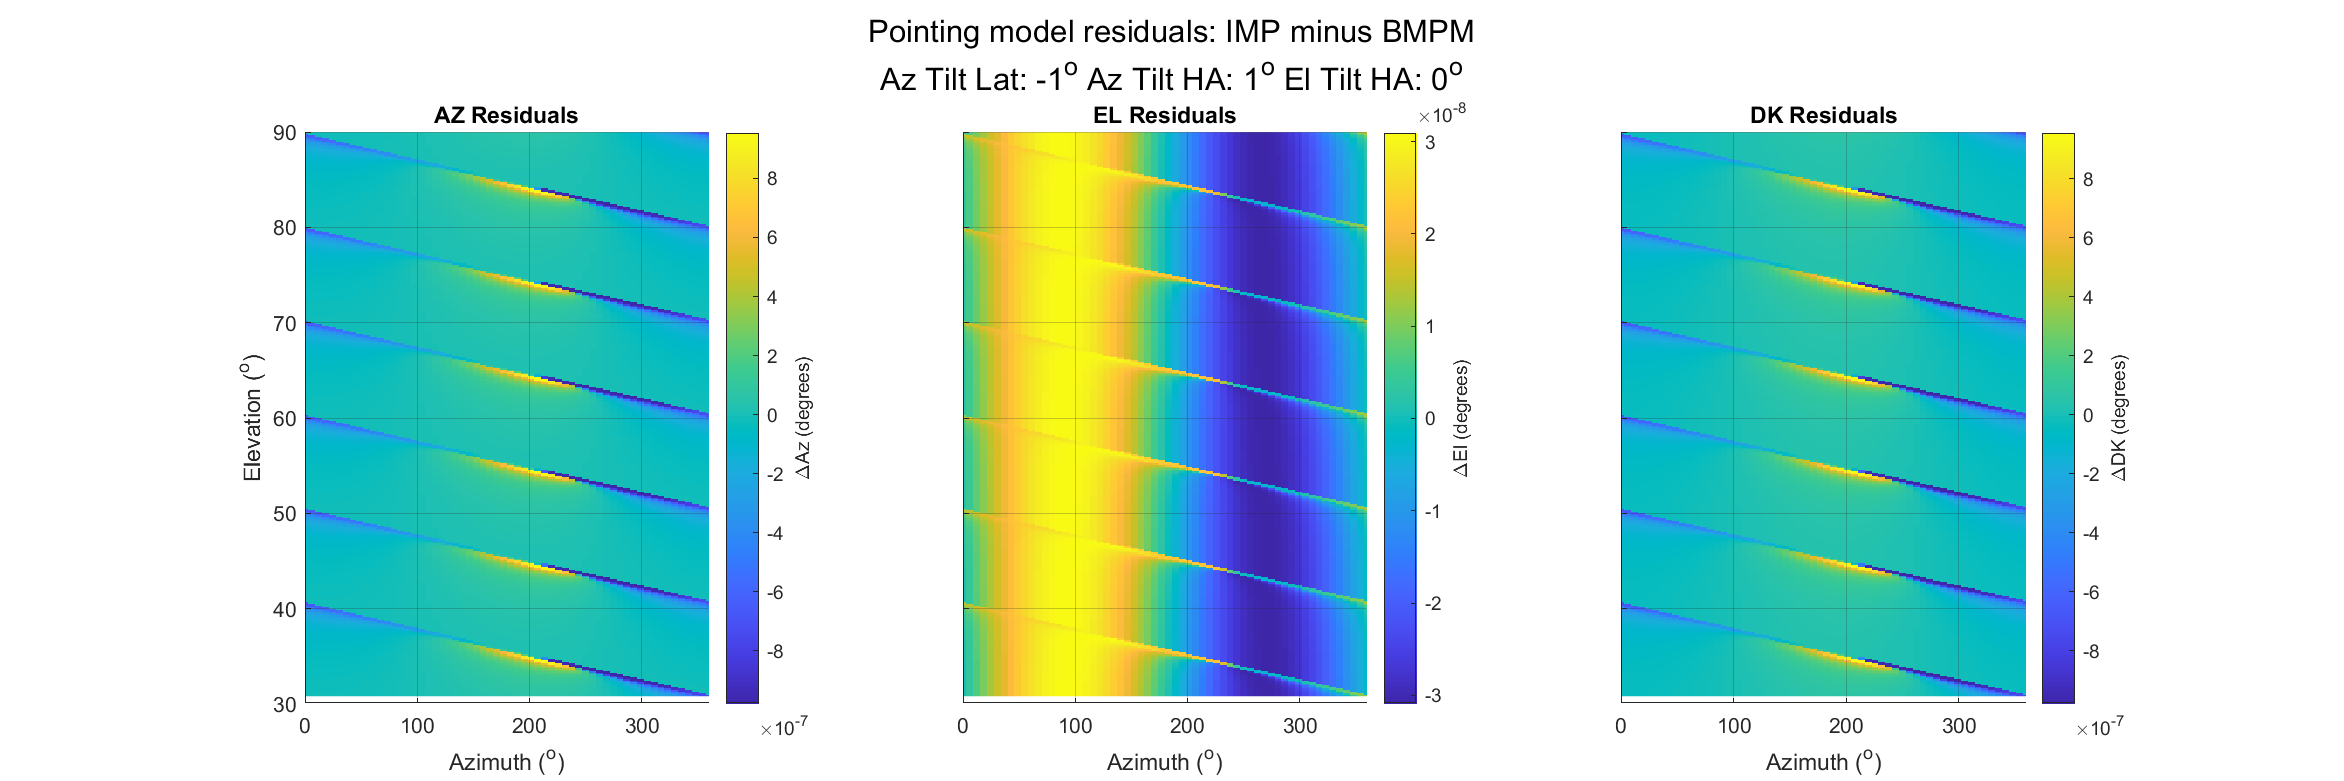 Pointing model residuals: IMP minus BMPM
Az Tilt Lat: -1° Az Tilt HA: 1° El Tilt HA: 0°
AZ Residuals
90
80
70
60
50
40
30
Elevation (°)
0 100 200 300
Azimuth (°)
8
6
4
2
0
-2
-4
-6
-8
×10⁻⁷
ΔAz (degrees)
EL Residuals
0 100 200 300
Azimuth (°)
×10⁻⁸
3
2
1
0
-1
-2
-3
ΔEl (degrees)
DK Residuals
0 100 200 300
Azimuth (°)
8
6
4
2
0
-2
-4
-6
-8
×10⁻⁷
ΔDK (degrees)